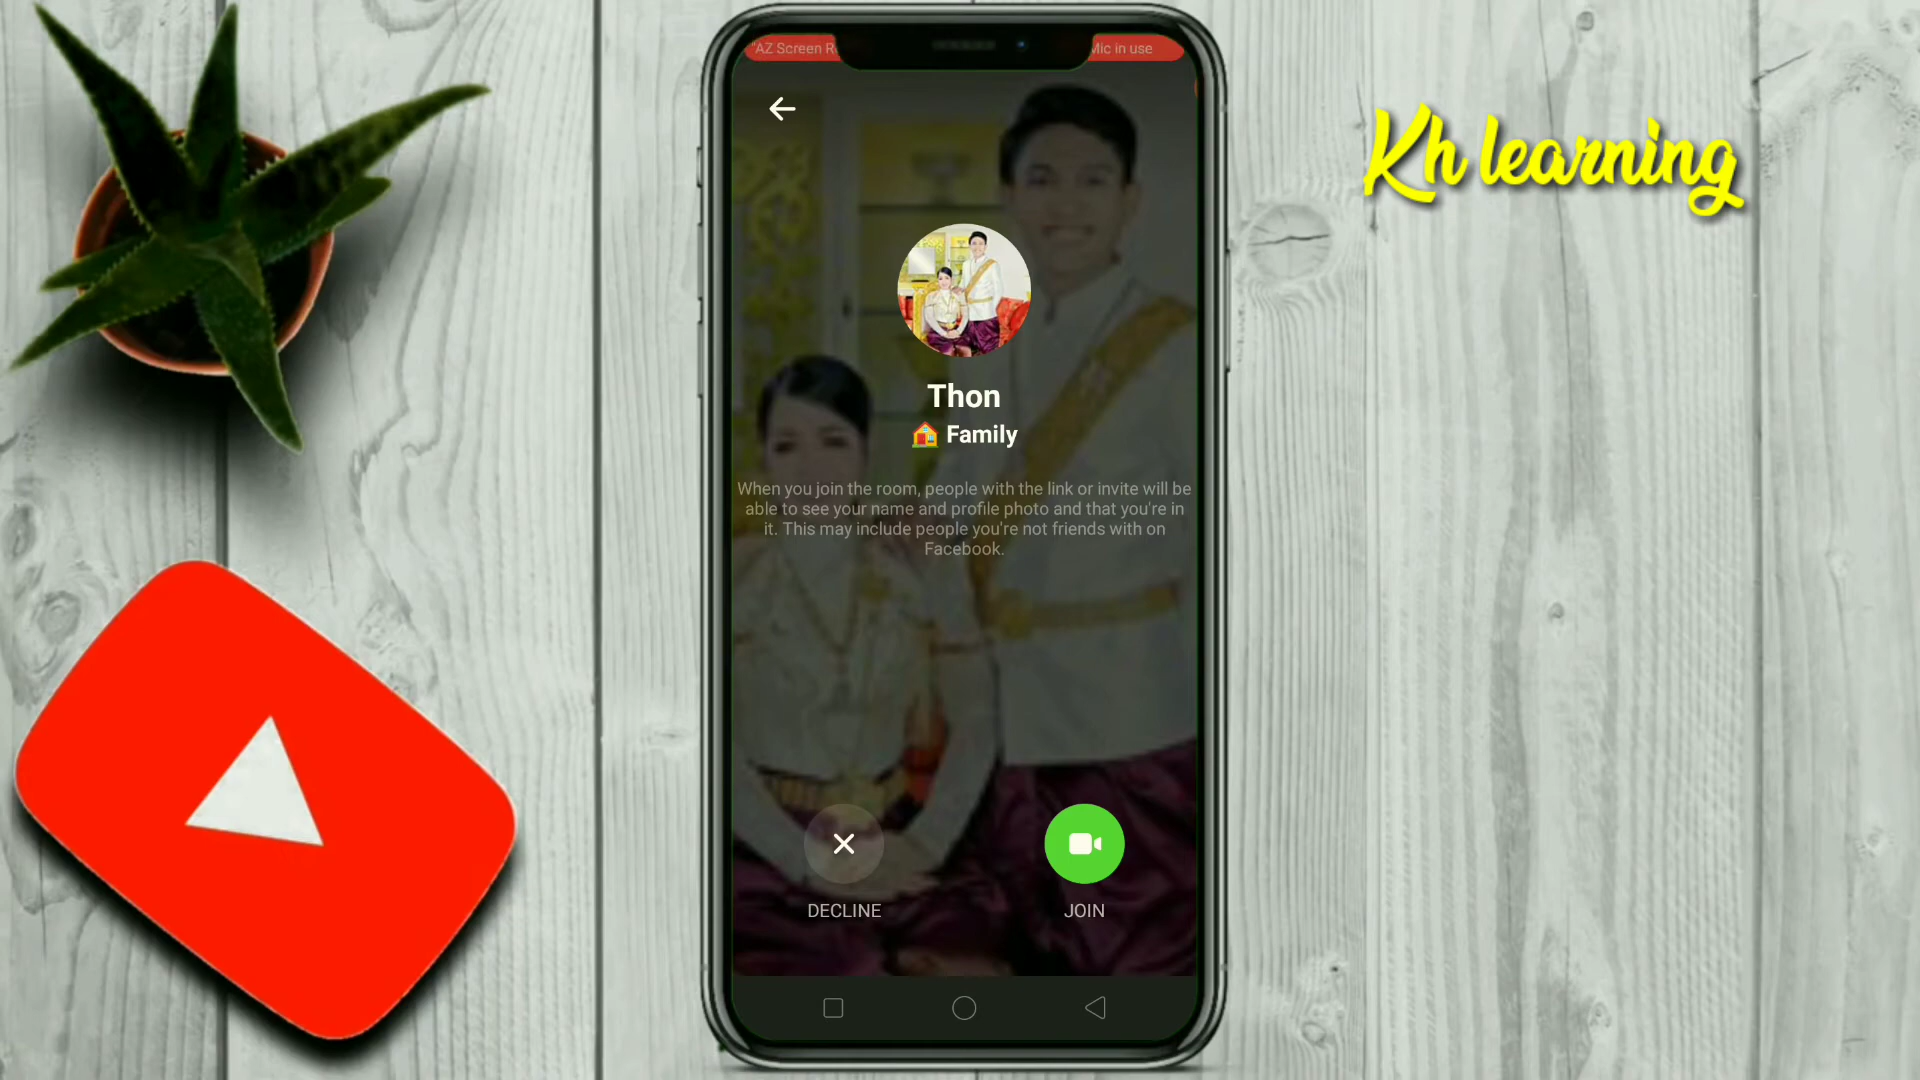 "AZ Screen R
Mic in use
Kh learning
Thon
Family
When you join the room, people with the link or invite will be
able to see your name and profile photo and that you're in
it. This may include people you're not friends with on
Facebook.
DECLINE
JOIN